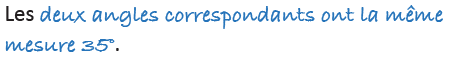 Les deux angles correspondants ont la même
mesure 35°.